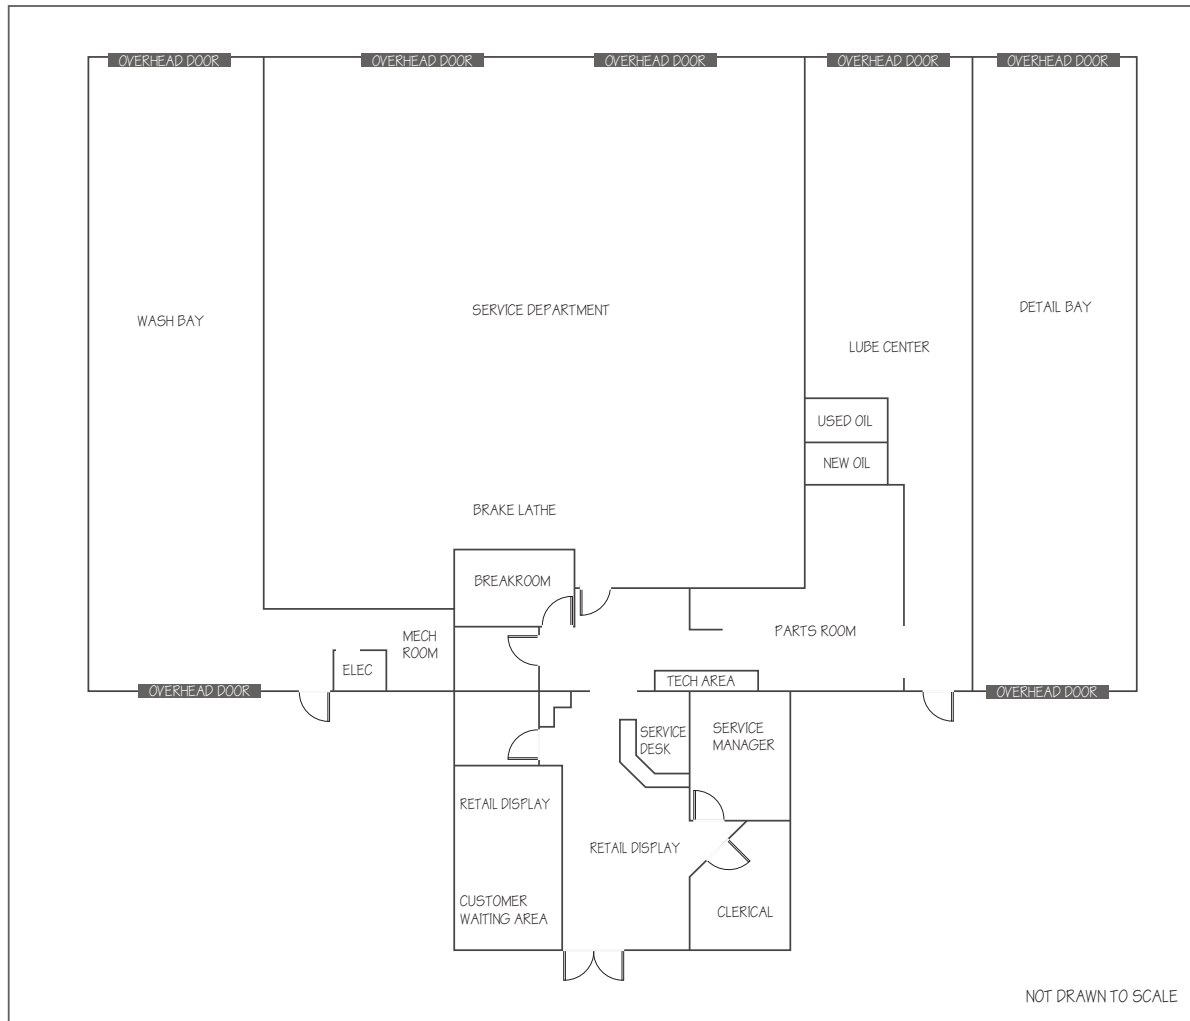 OVERHEAD DOOR
OVERHEAD DOOR
OVERHEAD DOOR
OVERHEAD DOOR
OVERHEAD DOOR
WASH BAY
SERVICE DEPARTMENT
DETAIL BAY
LUBE CENTER
USED OIL
NEW OIL
BRAKE LATHE
BREAKROOM
MECH
ROOM
PARTS ROOM
ELEC
TECH AREA
OVERHEAD DOOR
OVERHEAD DOOR
SERVICE
DESK
SERVICE
MANAGER
RETAIL DISPLAY
RETAIL DISPLAY
CUSTOMER
WAITING AREA
CLERICAL
NOT DRAWN TO SCALE